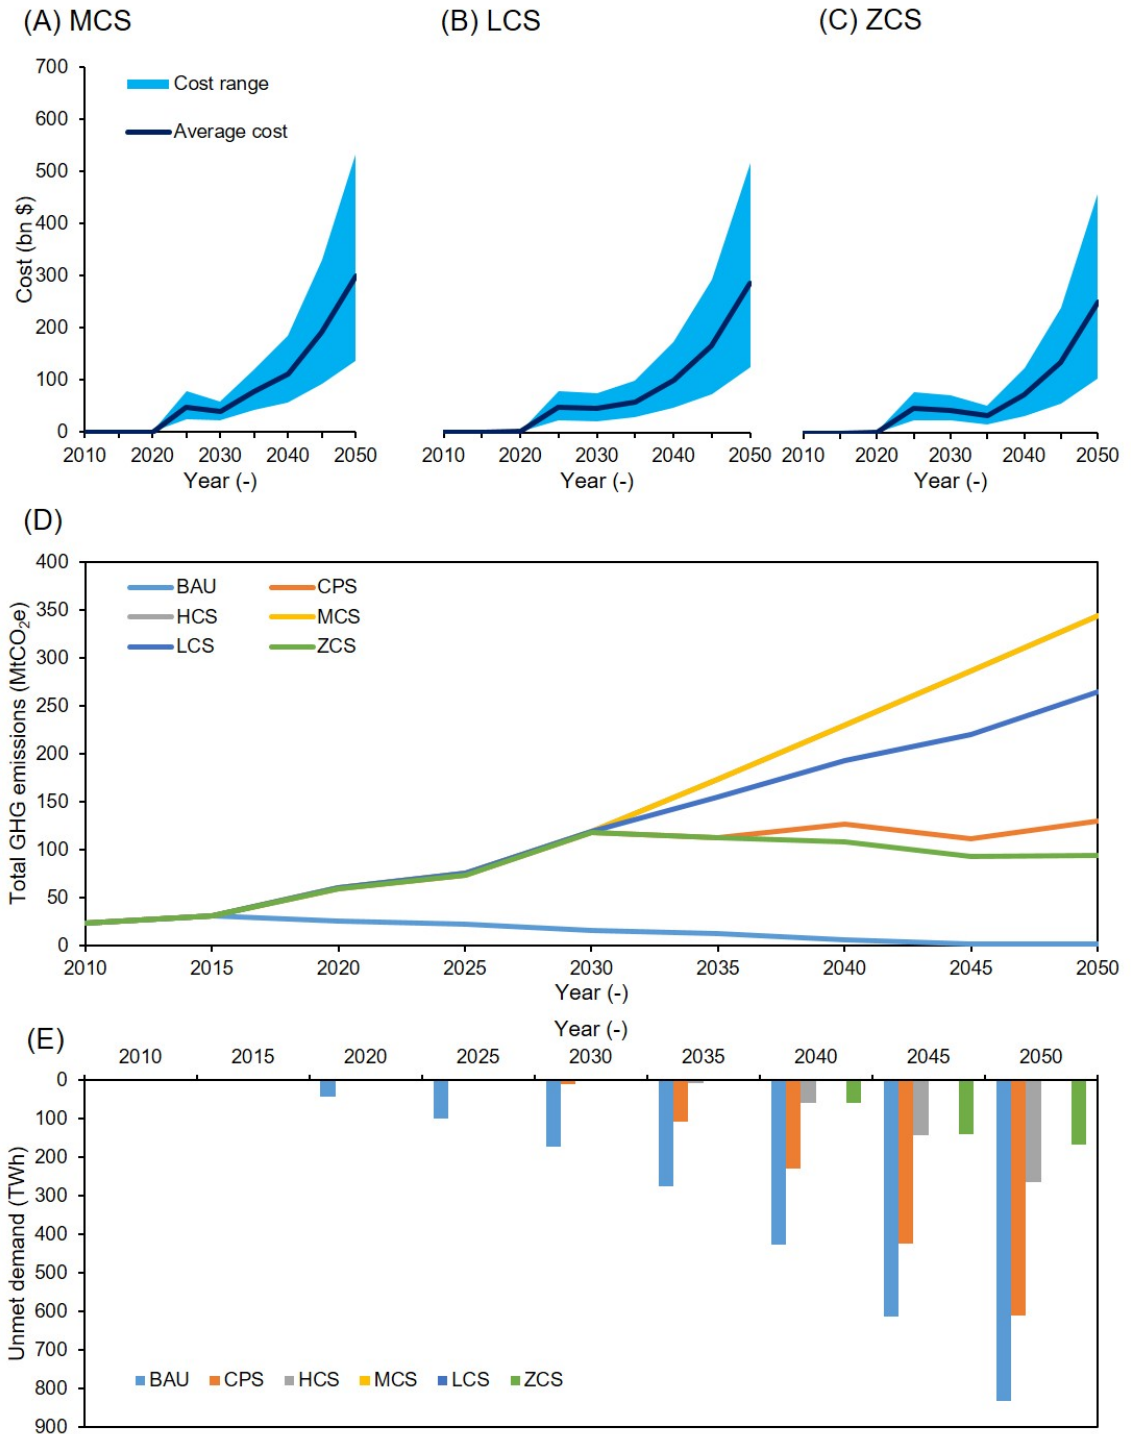 (A) MCS
(B) LCS
(C) ZCS
700
600
500
400
300
200
100
0
Cost (bn $)
Cost range
Average cost
2010 2020 2030 2040 2050
Year (-)
2010 2020 2030 2040 2050
Year (-)
2010 2020 2030 2040 2050
Year (-)
(D)
400
350
300
250
200
150
100
50
0
Total GHG emissions (MtCO₂e)
BAU CPS
HCS MCS
LCS ZCS
2010 2015 2020 2025 2030 2035 2040 2045 2050
Year (-)
(E)
Year (-)
2010 2015 2020 2025 2030 2035 2040 2045 2050
0
100
200
300
400
500
600
700
800
900
Unmet demand (TWh)
BAU CPS HCS MCS LCS ZCS